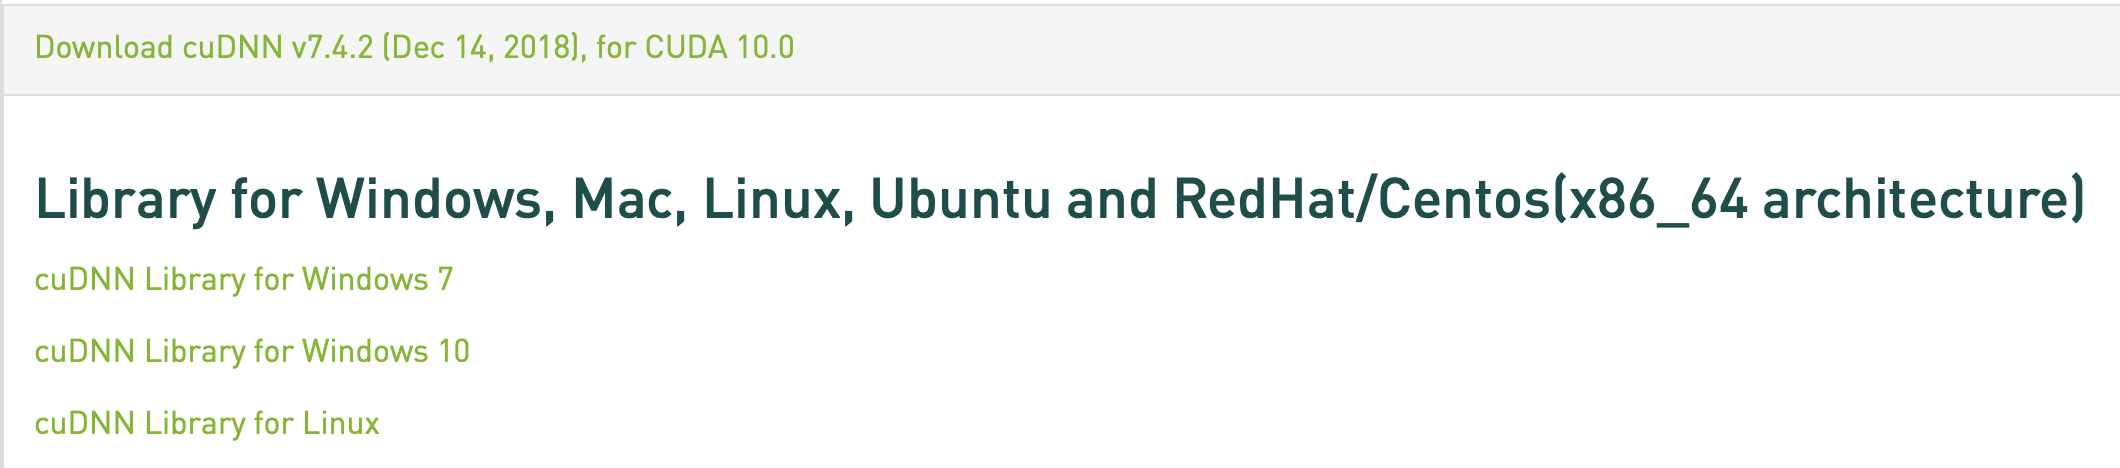 Download cuDNN v7.4.2 (Dec 14, 2018), for CUDA 10.0
Library for Windows, Mac, Linux, Ubuntu and RedHat/Centos(x86_64 architecture)
cuDNN Library for Windows 7
cuDNN Library for Windows 10
cuDNN Library for Linux